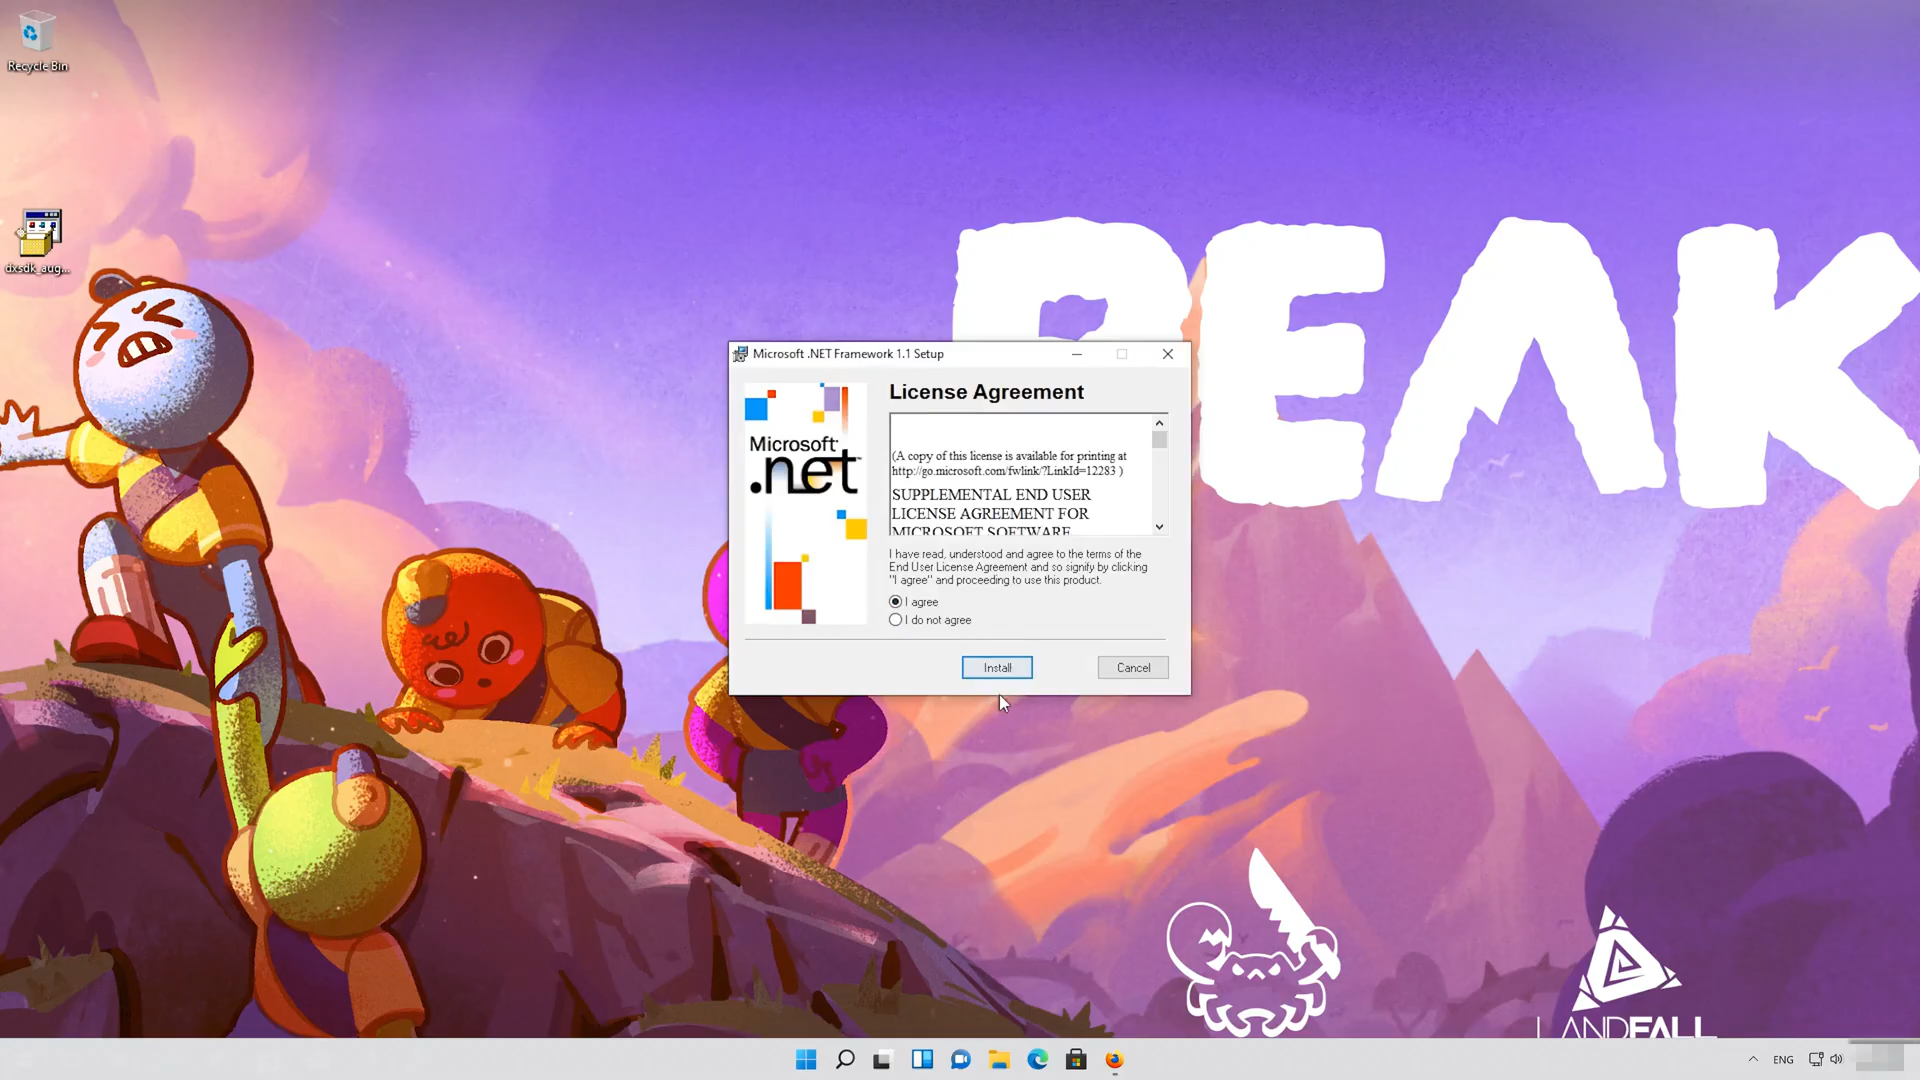 Recycle Bin
dxsdk_aug...
PEAK
Microsoft .NET Framework 1.1 Setup
License Agreement
Microsoft
.net
(A copy of this license is available for printing at
http://go.microsoft.com/fwlink/?LinkId=12283 )
SUPPLEMENTAL END USER
LICENSE AGREEMENT FOR
MICROSOFT SOFTWARE
I have read, understood and agree to the terms of the
End User License Agreement and so signify by clicking
"I agree" and proceeding to use this product.
I agree
I do not agree
Install
Cancel
LANDFALL
ENG